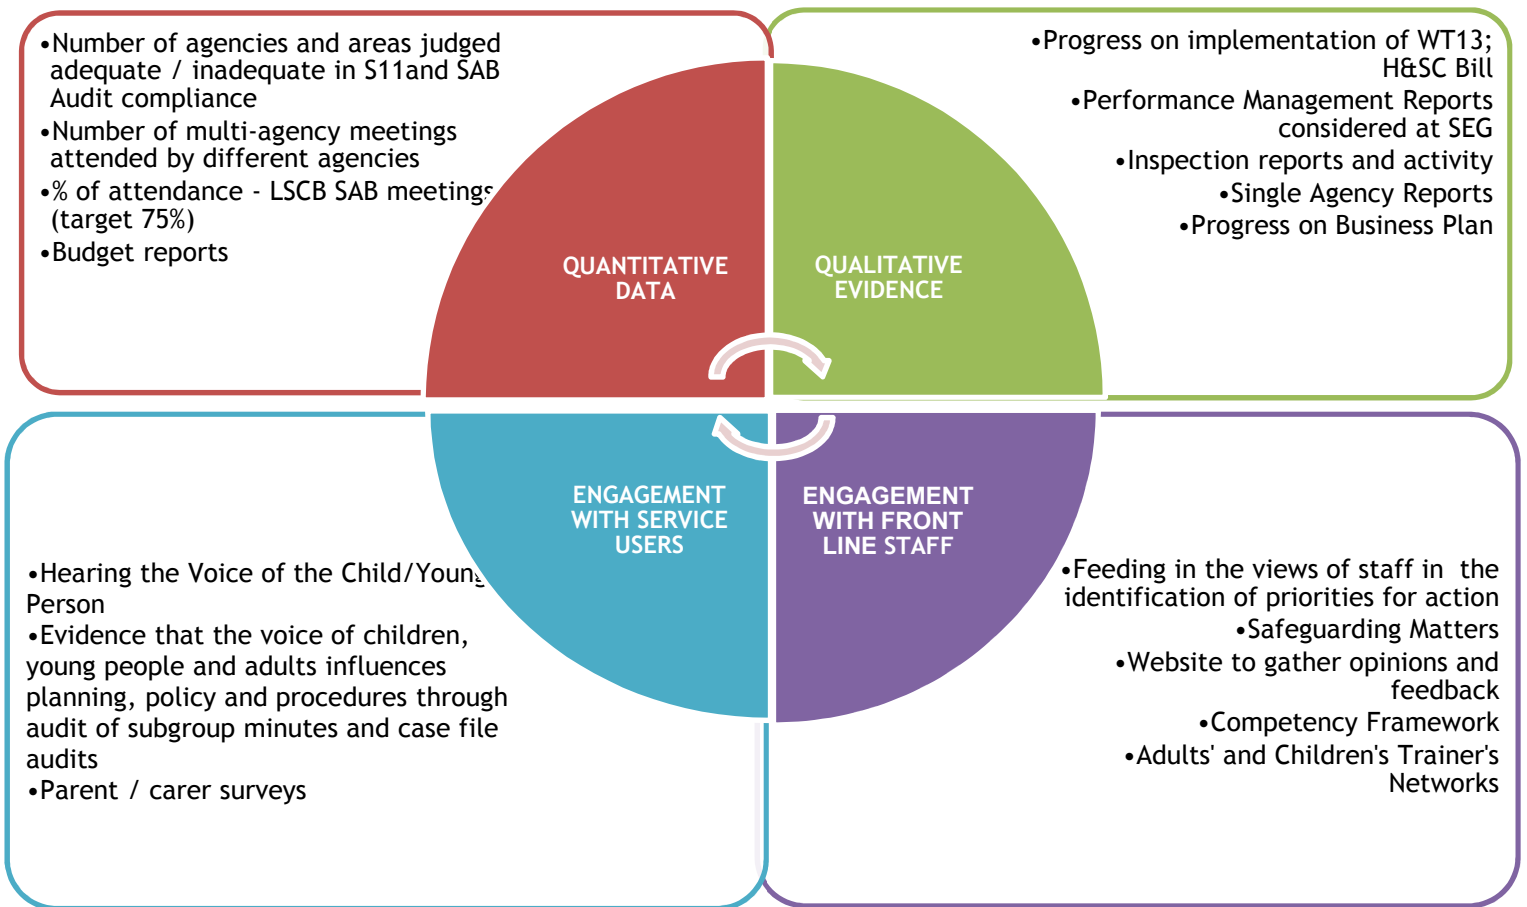 •Number of agencies and areas judged
adequate / inadequate in S11and SAB
Audit compliance
•Number of multi-agency meetings
attended by different agencies
•% of attendance - LSCB SAB meetings
(target 75%)
•Budget reports
•Progress on implementation of WT13;
H&SC Bill
•Performance Management Reports
considered at SEG
•Inspection reports and activity
•Single Agency Reports
•Progress on Business Plan
QUANTITATIVE
DATA
QUALITATIVE
EVIDENCE
ENGAGEMENT
WITH SERVICE
USERS
ENGAGEMENT
WITH FRONT
LINE STAFF
•Hearing the Voice of the Child/Young
Person
•Evidence that the voice of children,
young people and adults influences
planning, policy and procedures through
audit of subgroup minutes and case file
audits
•Parent / carer surveys
•Feeding in the views of staff in  the
identification of priorities for action
•Safeguarding Matters
•Website to gather opinions and
feedback
•Competency Framework
•Adults' and Children's Trainer's
Networks